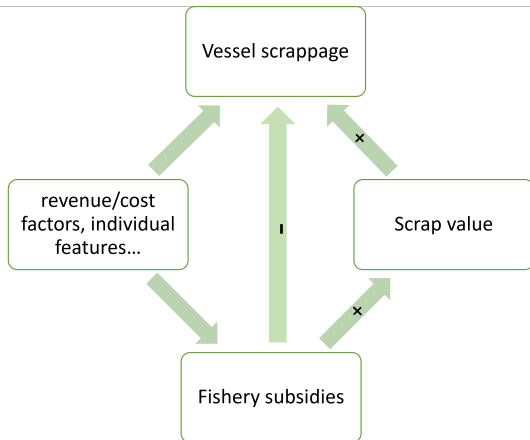 Vessel scrappage
×
revenue/cost
factors, individual
features...
Scrap value
-
×
Fishery subsidies